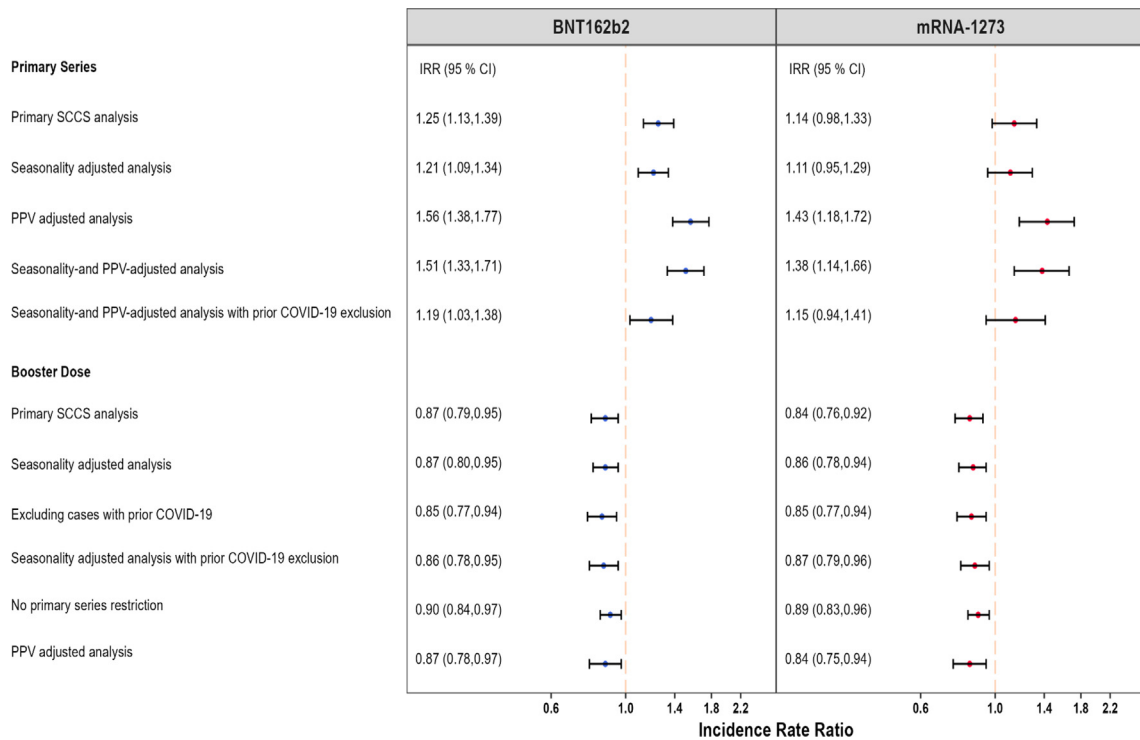 BNT162b2 mRNA-1273
Primary Series IRR (95 % CI) IRR (95 % CI)
Primary SCCS analysis 1.25 (1.13,1.39) 1.14 (0.98,1.33)
Seasonality adjusted analysis 1.21 (1.09,1.34) 1.11 (0.95,1.29)
PPV adjusted analysis 1.56 (1.38,1.77) 1.43 (1.18,1.72)
Seasonality-and PPV-adjusted analysis 1.51 (1.33,1.71) 1.38 (1.14,1.66)
Seasonality-and PPV-adjusted analysis with prior COVID-19 exclusion 1.19 (1.03,1.38) 1.15 (0.94,1.41)
Booster Dose
Primary SCCS analysis 0.87 (0.79,0.95) 0.84 (0.76,0.92)
Seasonality adjusted analysis 0.87 (0.80,0.95) 0.86 (0.78,0.94)
Excluding cases with prior COVID-19 0.85 (0.77,0.94) 0.85 (0.77,0.94)
Seasonality adjusted analysis with prior COVID-19 exclusion 0.86 (0.78,0.95) 0.87 (0.79,0.96)
No primary series restriction 0.90 (0.84,0.97) 0.89 (0.83,0.96)
PPV adjusted analysis 0.87 (0.78,0.97) 0.84 (0.75,0.94)
0.6 1.0 1.4 1.8 2.2 0.6 1.0 1.4 1.8 2.2
Incidence Rate Ratio